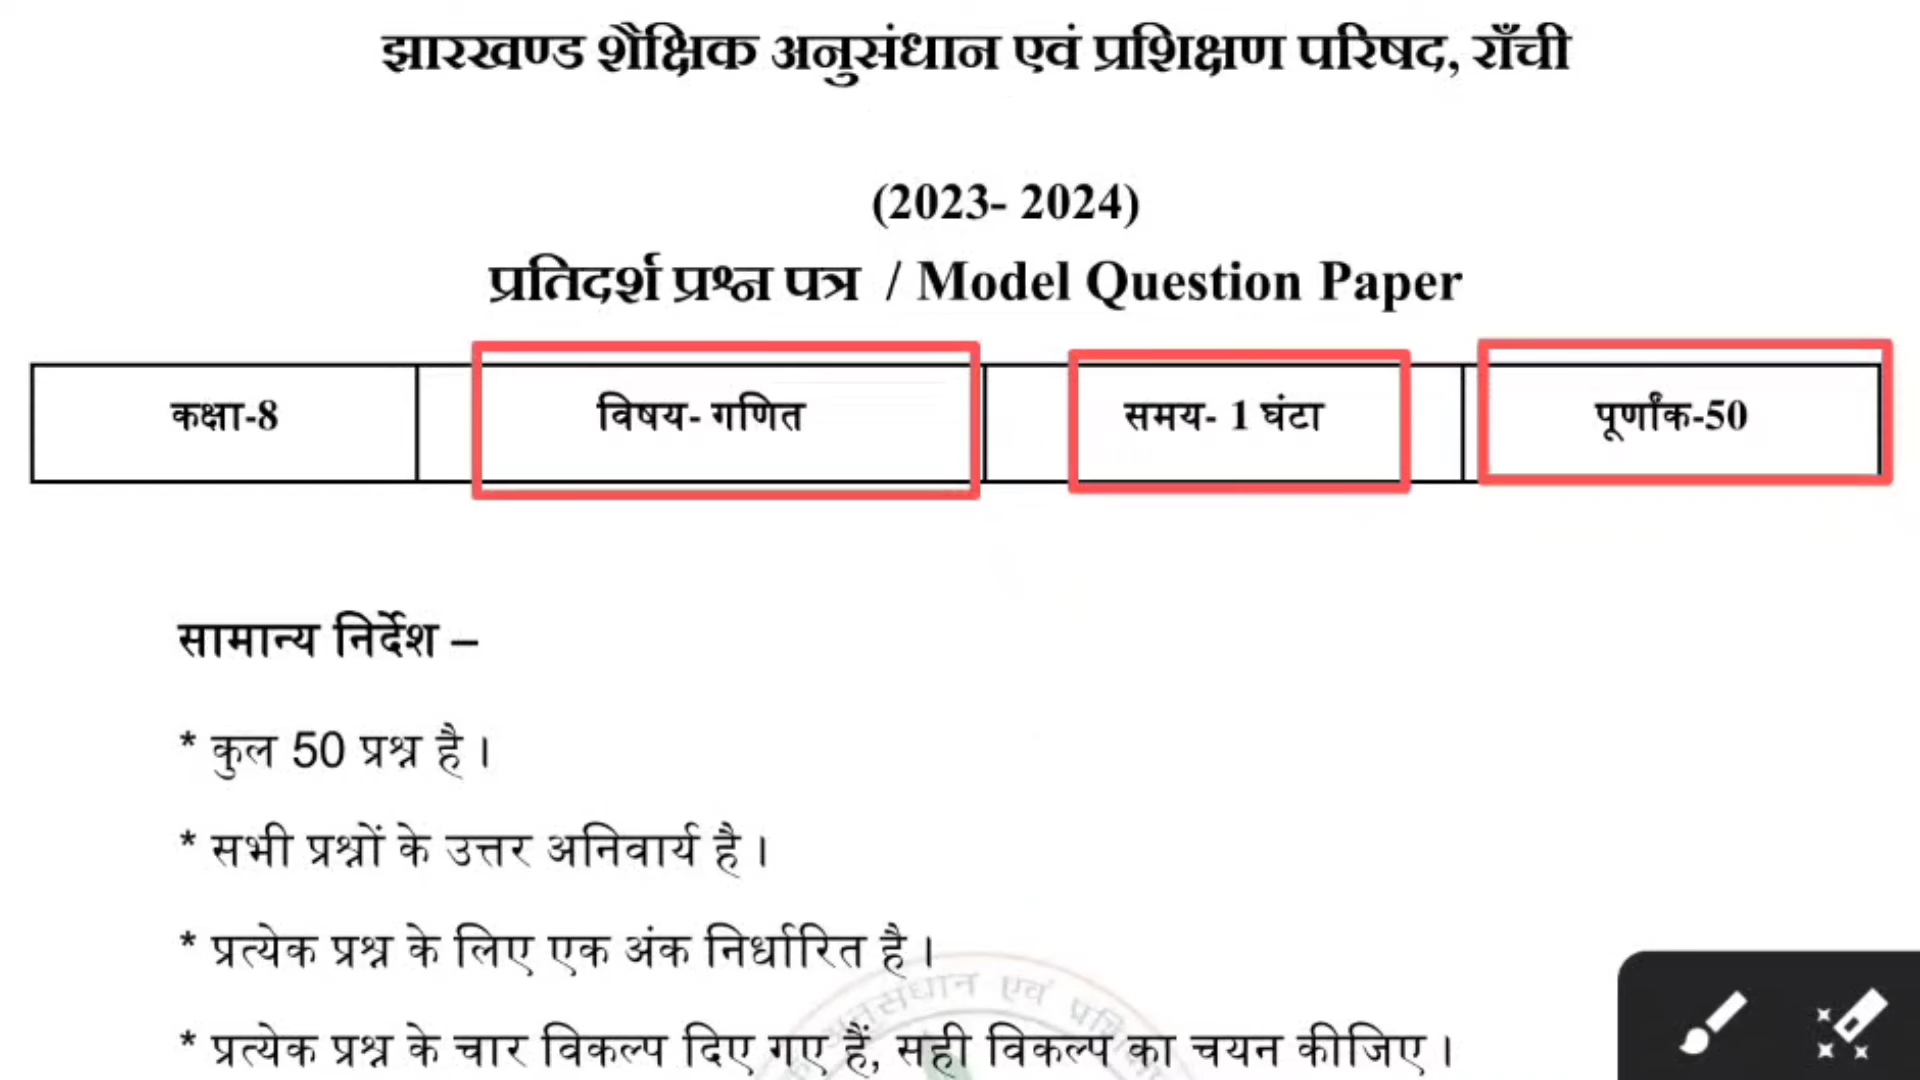 झारखण्ड शैक्षिक अनुसंधान एवं प्रशिक्षण परिषद, राँची
(2023- 2024)
प्रतिदर्श प्रश्न पत्र / Model Question Paper
कक्षा-8 विषय- गणित समय- 1 घंटा पूर्णांक-50
सामान्य निर्देश –
* कुल 50 प्रश्न है ।
* सभी प्रश्नों के उत्तर अनिवार्य है ।
* प्रत्येक प्रश्न के लिए एक अंक निर्धारित है ।
अनुसंधान एवं
* प्रत्येक प्रश्न के चार विकल्प दिए गए हैं, सही विकल्प का चयन कीजिए ।